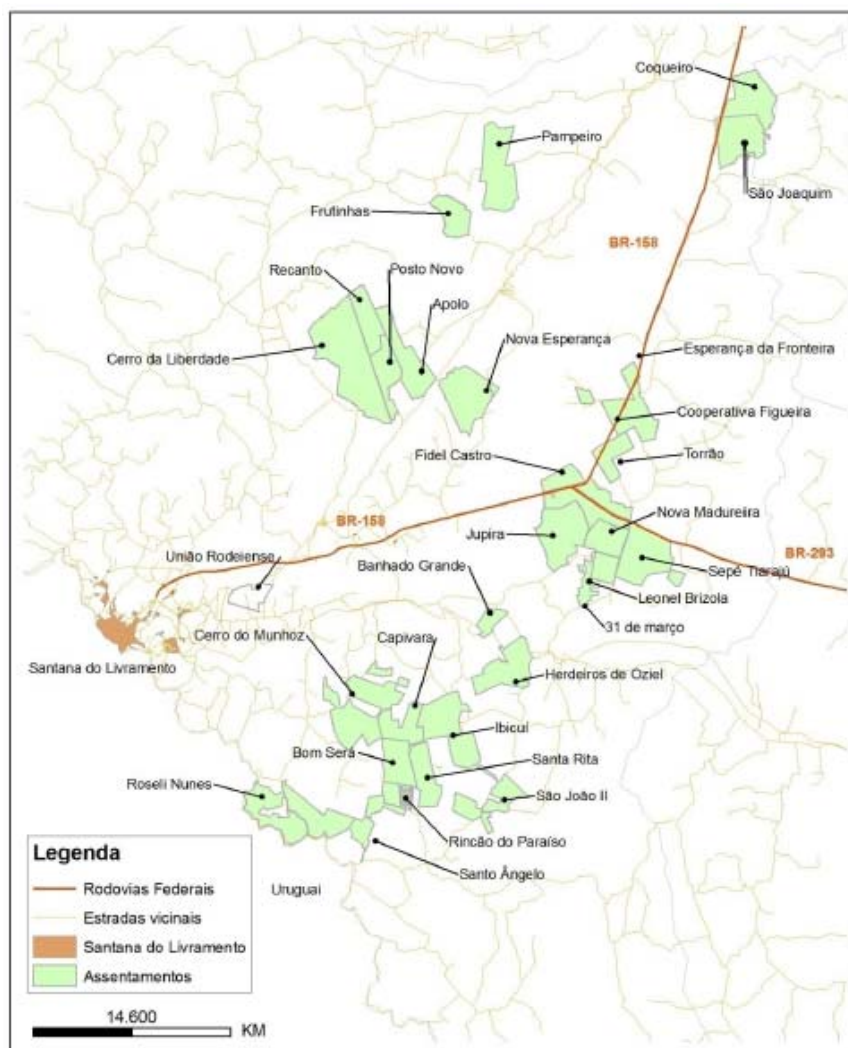 Coqueiro
Pampeiro
São Joaquim
Frutinhas
BR-158
Recanto
Posto Novo
Apolo
Nova Esperança
Esperança da Fronteira
Cerro da Liberdade
Cooperativa Figueira
Fidel Castro
Torrão
BR-158
Nova Madureira
Jupira
União Rodeiense
BR-293
Banhado Grande
Sepé Tiarajú
Leonel Brizola
Cerro do Munhoz
Capivara
31 de março
Santana do Livramento
Herdeiros de Oziel
Ibicuí
Bom Será
Santa Rita
Roseli Nunes
São João II
Rincão do Paraíso
Santo Ângelo
Uruguai
Legenda
Rodovias Federais
Estradas vicinais
Santana do Livramento
Assentamentos
14.600
KM